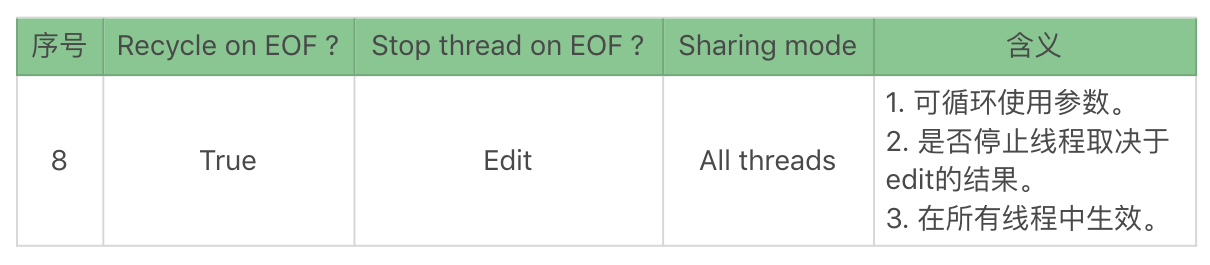 序号 Recycle on EOF ? Stop thread on EOF ? Sharing mode 含义
8 True Edit All threads
1. 可循环使用参数。
2. 是否停止线程取决于
edit的结果。
3. 在所有线程中生效。